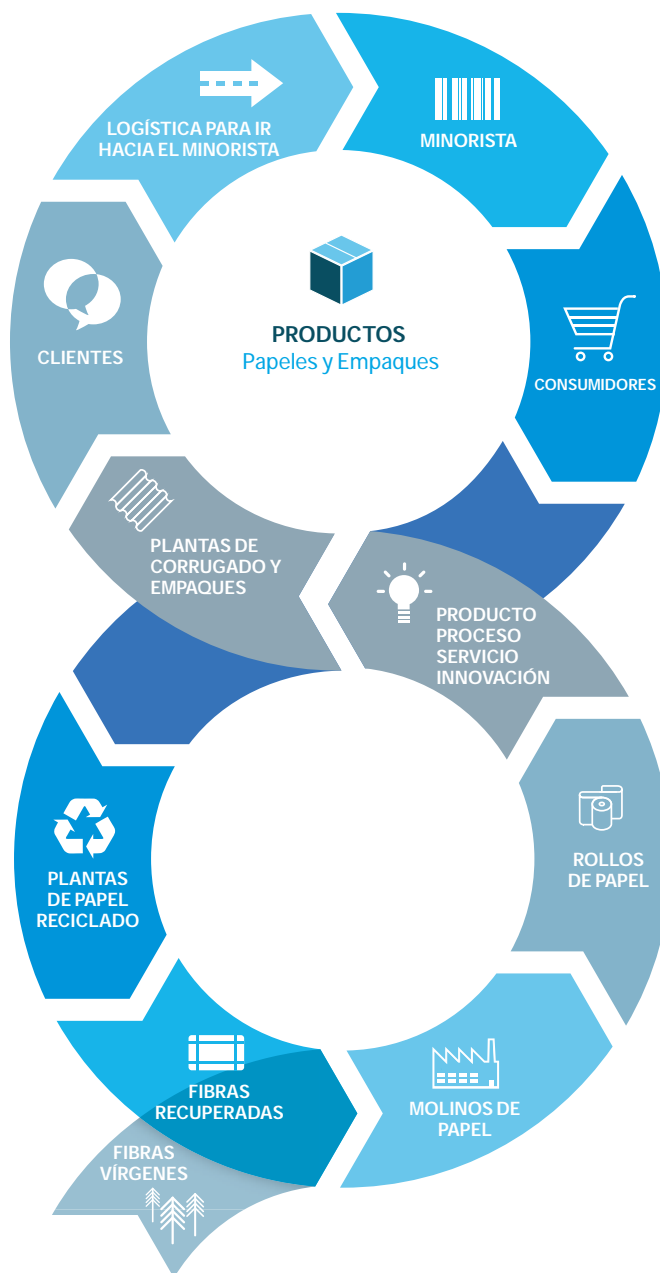 LOGÍSTICA PARA IR
HACIA EL MINORISTA
MINORISTA
CLIENTES
PRODUCTOS
Papeles y Empaques
CONSUMIDORES
PLANTAS DE
CORRUGADO Y
EMPAQUES
PRODUCTO
PROCESO
SERVICIO
INNOVACIÓN
PLANTAS
DE PAPEL
RECICLADO
ROLLOS
DE PAPEL
FIBRAS
RECUPERADAS
MOLINOS DE
PAPEL
FIBRAS
VÍRGENES